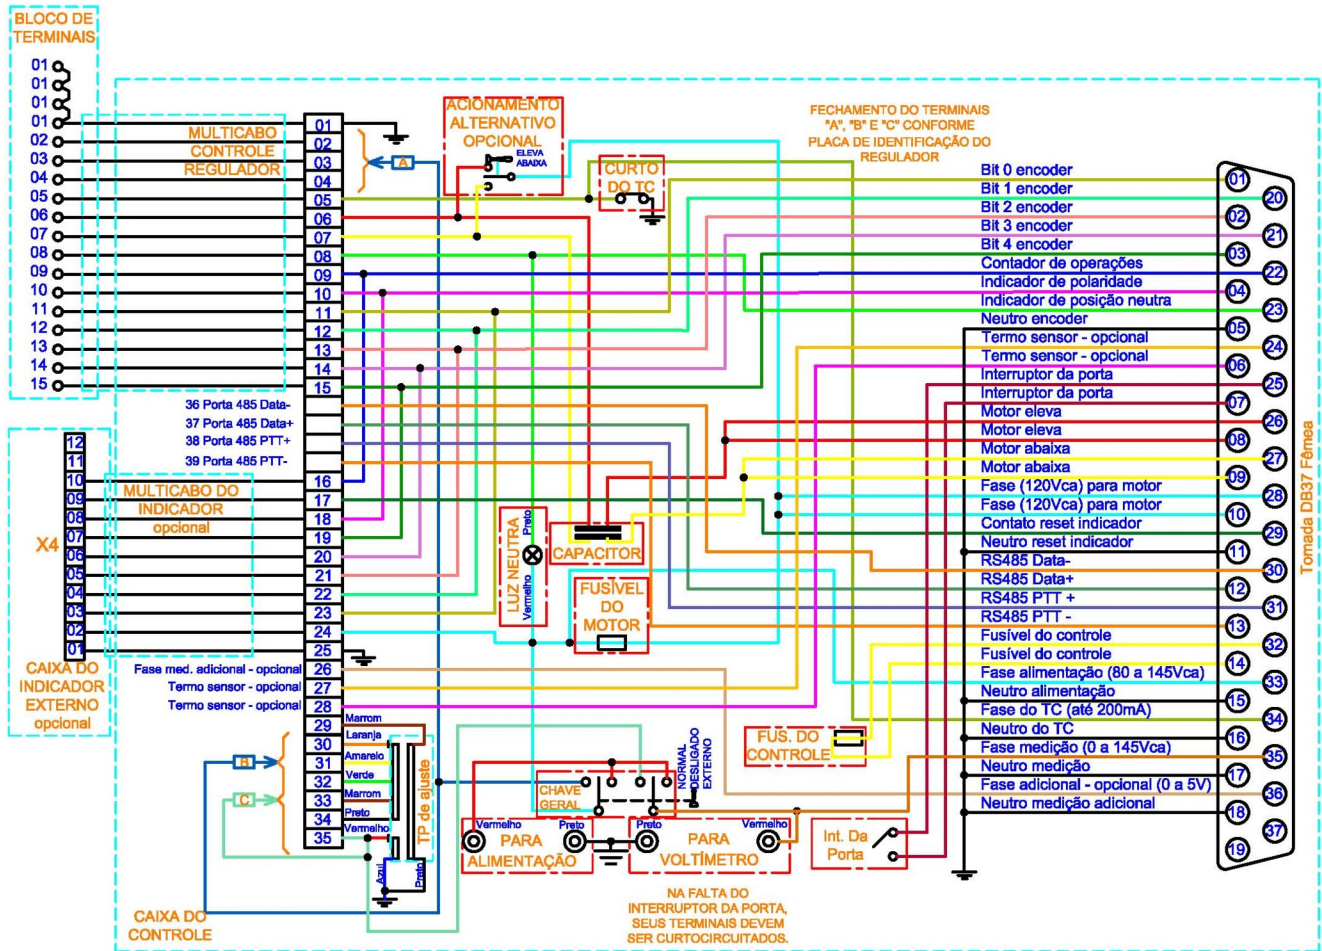 BLOCO DE
TERMINAIS
01
01
01
01
02
03
04
05
06
07
08
09
10
11
12
13
14
15
MULTICABO
CONTROLE
REGULADOR
01
02
03
04
05
06
07
08
09
10
11
12
13
14
15
36 Porta 485 Data-
37 Porta 485 Data+
38 Porta 485 PTT+
39 Porta 485 PTT-
16
17
18
19
20
21
22
23
24
25
26
27
28
29
30
31
32
33
34
35
X4
12
11
10
09
08
07
06
05
04
03
02
01
MULTICABO DO
INDICADOR
opcional
CAIXA DO
INDICADOR
EXTERNO
opcional
Fase med. adicional - opcional
Termo sensor - opcional
Termo sensor - opcional
Marrom
Laranja
Amarelo
Verde
Marrom
Preto
Vermelho
TP de ajuste
Azul
Preto
A
B
C
CAIXA DO
CONTROLE
ACIONAMENTO
ALTERNATIVO
OPCIONAL
ELEVA
ABAIXA
CURTO
DO TC
LUZ NEUTRA
Preto
Vermelho
CAPACITOR
FUSÍVEL
DO
MOTOR
CHAVE
GERAL
NORMAL
DESLIGADO
EXTERNO
Vermelho
Preto
PARA
ALIMENTAÇÃO
Preto
Vermelho
PARA
VOLTÍMETRO
NA FALTA DO
INTERRUPTOR DA PORTA,
SEUS TERMINAIS DEVEM
SER CURTOCIRCUITADOS.
FUS. DO
CONTROLE
Int. Da
Porta
FECHAMENTO DO TERMINAIS
"A", "B" E "C" CONFORME
PLACA DE IDENTIFICAÇÃO DO
REGULADOR
Bit 0 encoder
Bit 1 encoder
Bit 2 encoder
Bit 3 encoder
Bit 4 encoder
Contador de operações
Indicador de polaridade
Indicador de posição neutra
Neutro encoder
Termo sensor - opcional
Termo sensor - opcional
Interruptor da porta
Interruptor da porta
Motor eleva
Motor eleva
Motor abaixa
Motor abaixa
Fase (120Vca) para motor
Fase (120Vca) para motor
Contato reset indicador
Neutro reset indicador
RS485 Data-
RS485 Data+
RS485 PTT +
RS485 PTT -
Fusível do controle
Fusível do controle
Fase alimentação (80 a 145Vca)
Neutro alimentação
Fase do TC (até 200mA)
Neutro do TC
Fase medição (0 a 145Vca)
Neutro medição
Fase adicional - opcional (0 a 5V)
Neutro medição adicional
01
20
02
21
03
22
04
23
05
24
06
25
07
26
08
27
09
28
10
29
11
30
12
31
13
32
14
33
15
34
16
35
17
36
18
37
19
Tomada DB37 Fêmea